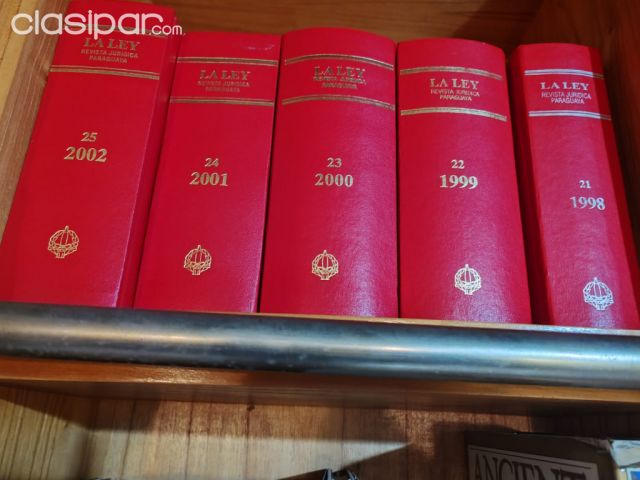 clasipar.com
LA LEY
REVISTA JURIDICA
PARAGUAYA
25
2002
LA LEY
REVISTA JURIDICA
PARAGUAYA
24
2001
LA LEY
REVISTA JURIDICA
PARAGUAYA
23
2000
LA LEY
REVISTA JURIDICA
PARAGUAYA
22
1999
LA LEY
REVISTA JURIDICA
PARAGUAYA
21
1998
ANCIENT